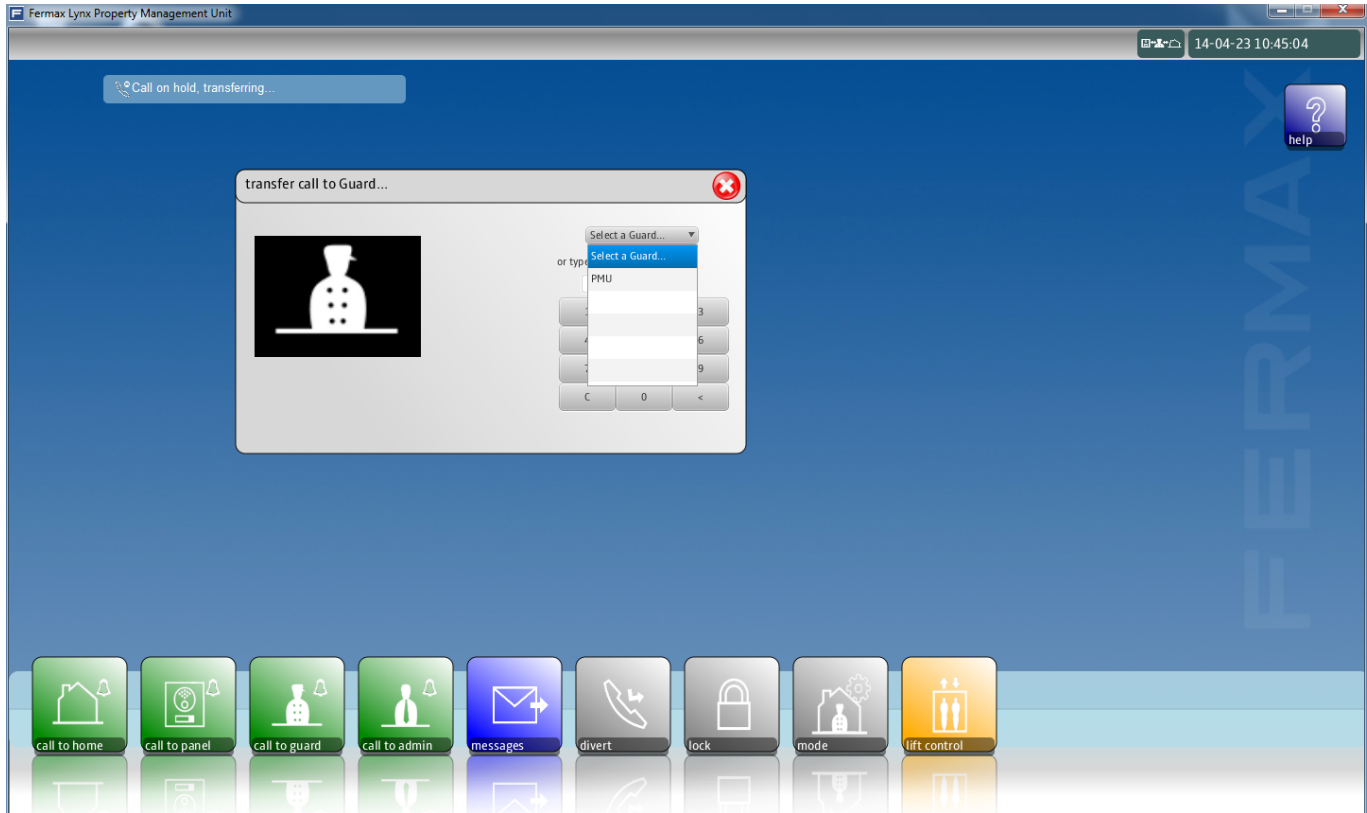 Fermax Lynx Property Management Unit
14-04-23 10:45:04
Call on hold, transferring...
help
transfer call to Guard...
Select a Guard...
Select a Guard...
or type
PMU
3
6
9
C 0 <
FERMAX
call to home call to panel call to guard call to admin messages divert lock mode lift control